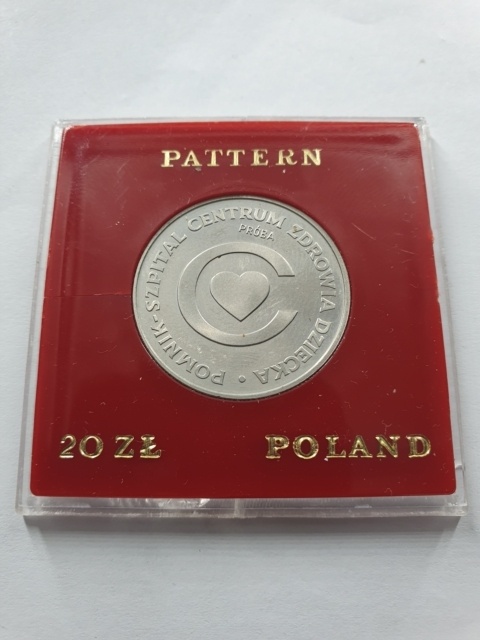 PATTERN
POMNIK-SZPITAL CENTRUM ZDROWIA DZIECKA •
PRÓBA
C
20 ZŁ POLAND